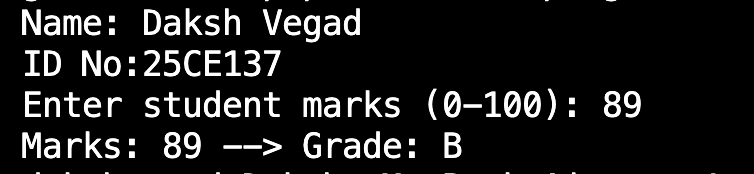 Name: Daksh Vegad
ID No:25CE137
Enter student marks (0-100): 89
Marks: 89 --> Grade: B